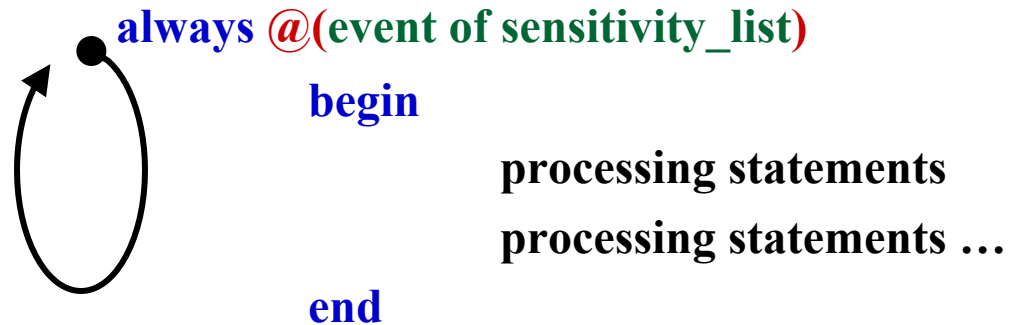 always @(event of sensitivity_list)
begin
processing statements
processing statements …
end